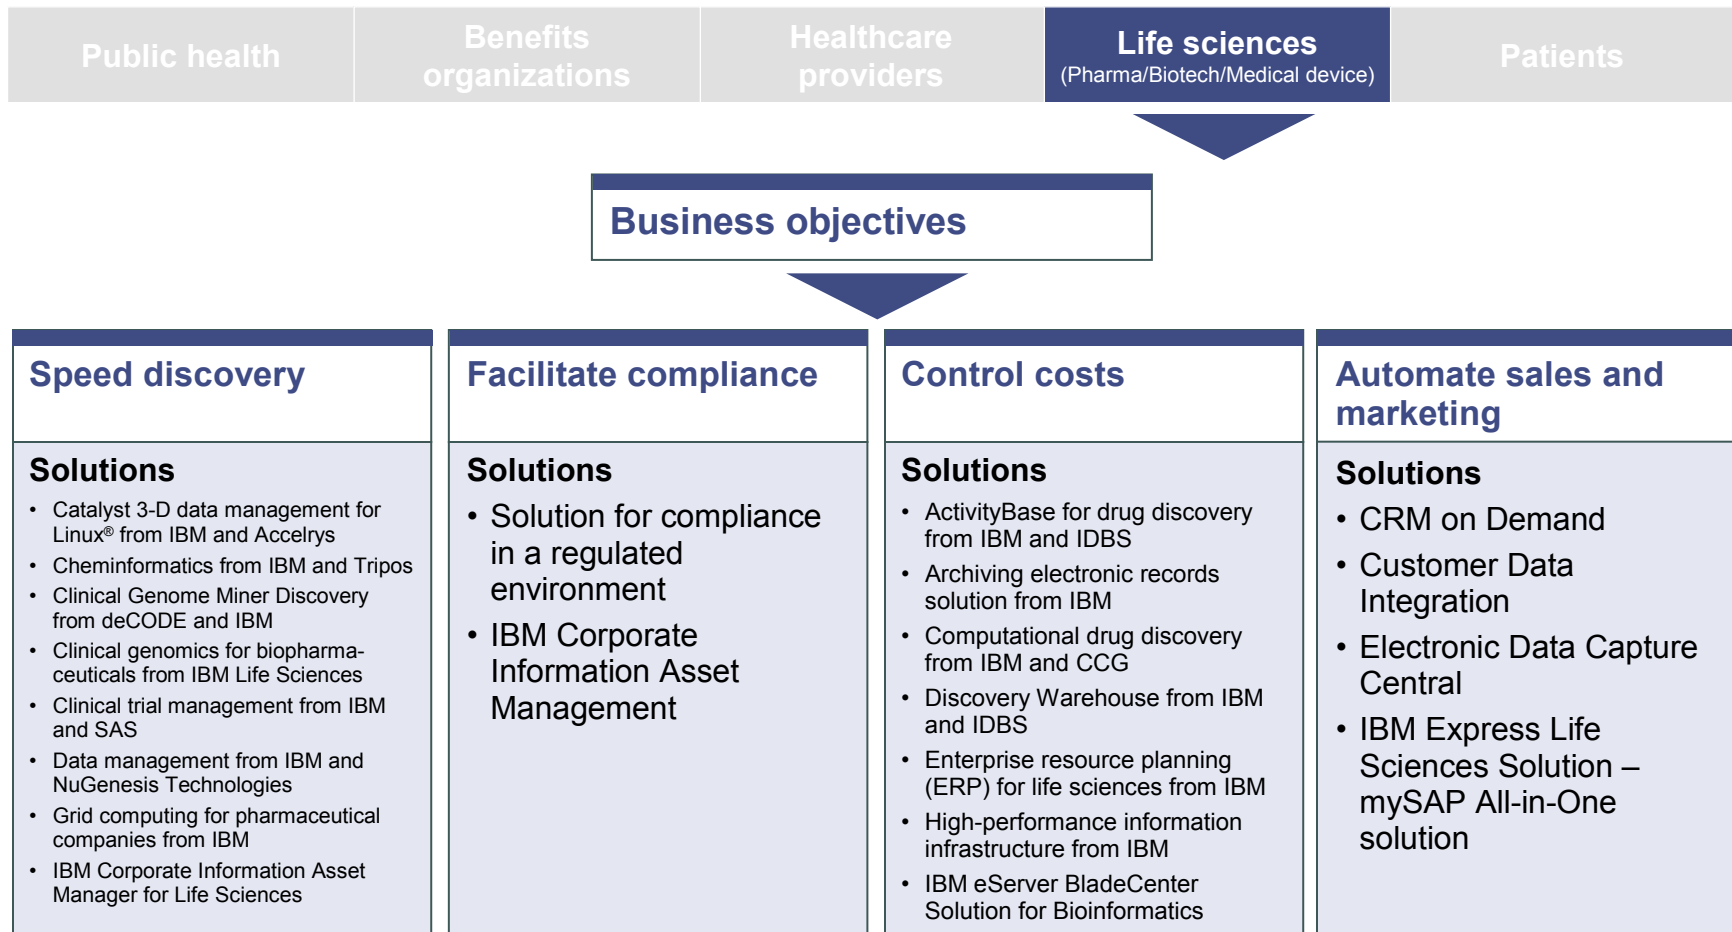 Public health
Benefits
organizations
Healthcare
providers
Life sciences
(Pharma/Biotech/Medical device)
Patients
Business objectives
Speed discovery
Solutions
• Catalyst 3-D data management for
Linux® from IBM and Accelrys
• Cheminformatics from IBM and Tripos
• Clinical Genome Miner Discovery
from deCODE and IBM
• Clinical genomics for biopharma-
ceuticals from IBM Life Sciences
• Clinical trial management from IBM
and SAS
• Data management from IBM and
NuGenesis Technologies
• Grid computing for pharmaceutical
companies from IBM
• IBM Corporate Information Asset
Manager for Life Sciences
Facilitate compliance
Solutions
• Solution for compliance
in a regulated
environment
• IBM Corporate
Information Asset
Management
Control costs
Solutions
• ActivityBase for drug discovery
from IBM and IDBS
• Archiving electronic records
solution from IBM
• Computational drug discovery
from IBM and CCG
• Discovery Warehouse from IBM
and IDBS
• Enterprise resource planning
(ERP) for life sciences from IBM
• High-performance information
infrastructure from IBM
• IBM eServer BladeCenter
Solution for Bioinformatics
Automate sales and
marketing
Solutions
• CRM on Demand
• Customer Data
Integration
• Electronic Data Capture
Central
• IBM Express Life
Sciences Solution –
mySAP All-in-One
solution